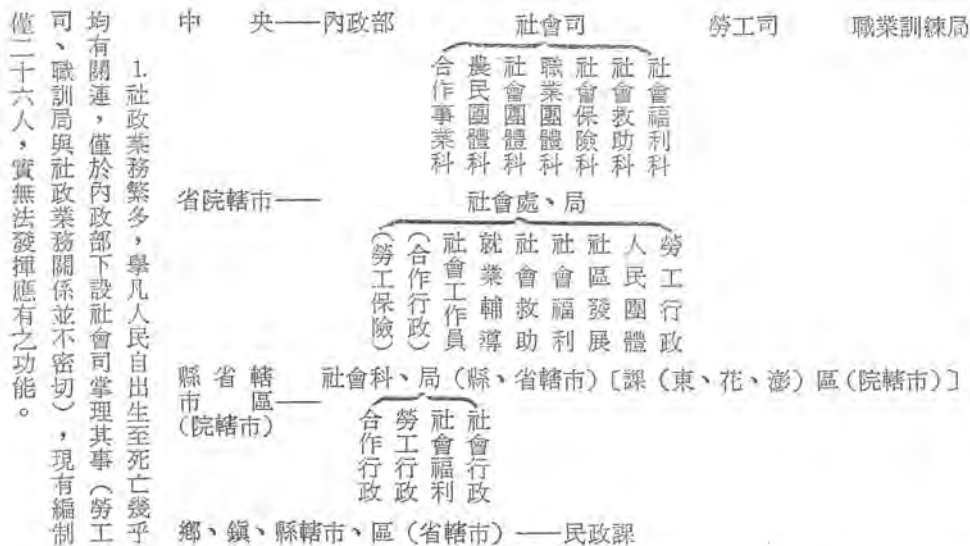 中　央——內政部　社會司　勞工司　職業訓練局
社會福利科
社會救助科
社會保險科
職業團體科
社會團體科
農民團體科
合作事業科
省院轄市——　社會處、局
勞工行政
人民團體
社區發展
社會福利
社會救助
就業輔導
社會工作員
（合作行政）
（勞工保險）
縣省轄市區（院轄市）——社會科、局（縣、省轄市）〔課（東、花、澎）區（院轄市）〕
社會行政
社會福利
勞工行政
合作行政
鄉、鎮、縣轄市、區（省轄市）——民政課
1.社政業務繁多，舉凡人民自出生至死亡幾乎
均有關連，僅於內政部下設社會司掌理其事（勞工
司、職訓局與社政業務關係並不密切），現有編制
僅二十六人，實無法發揮應有之功能。